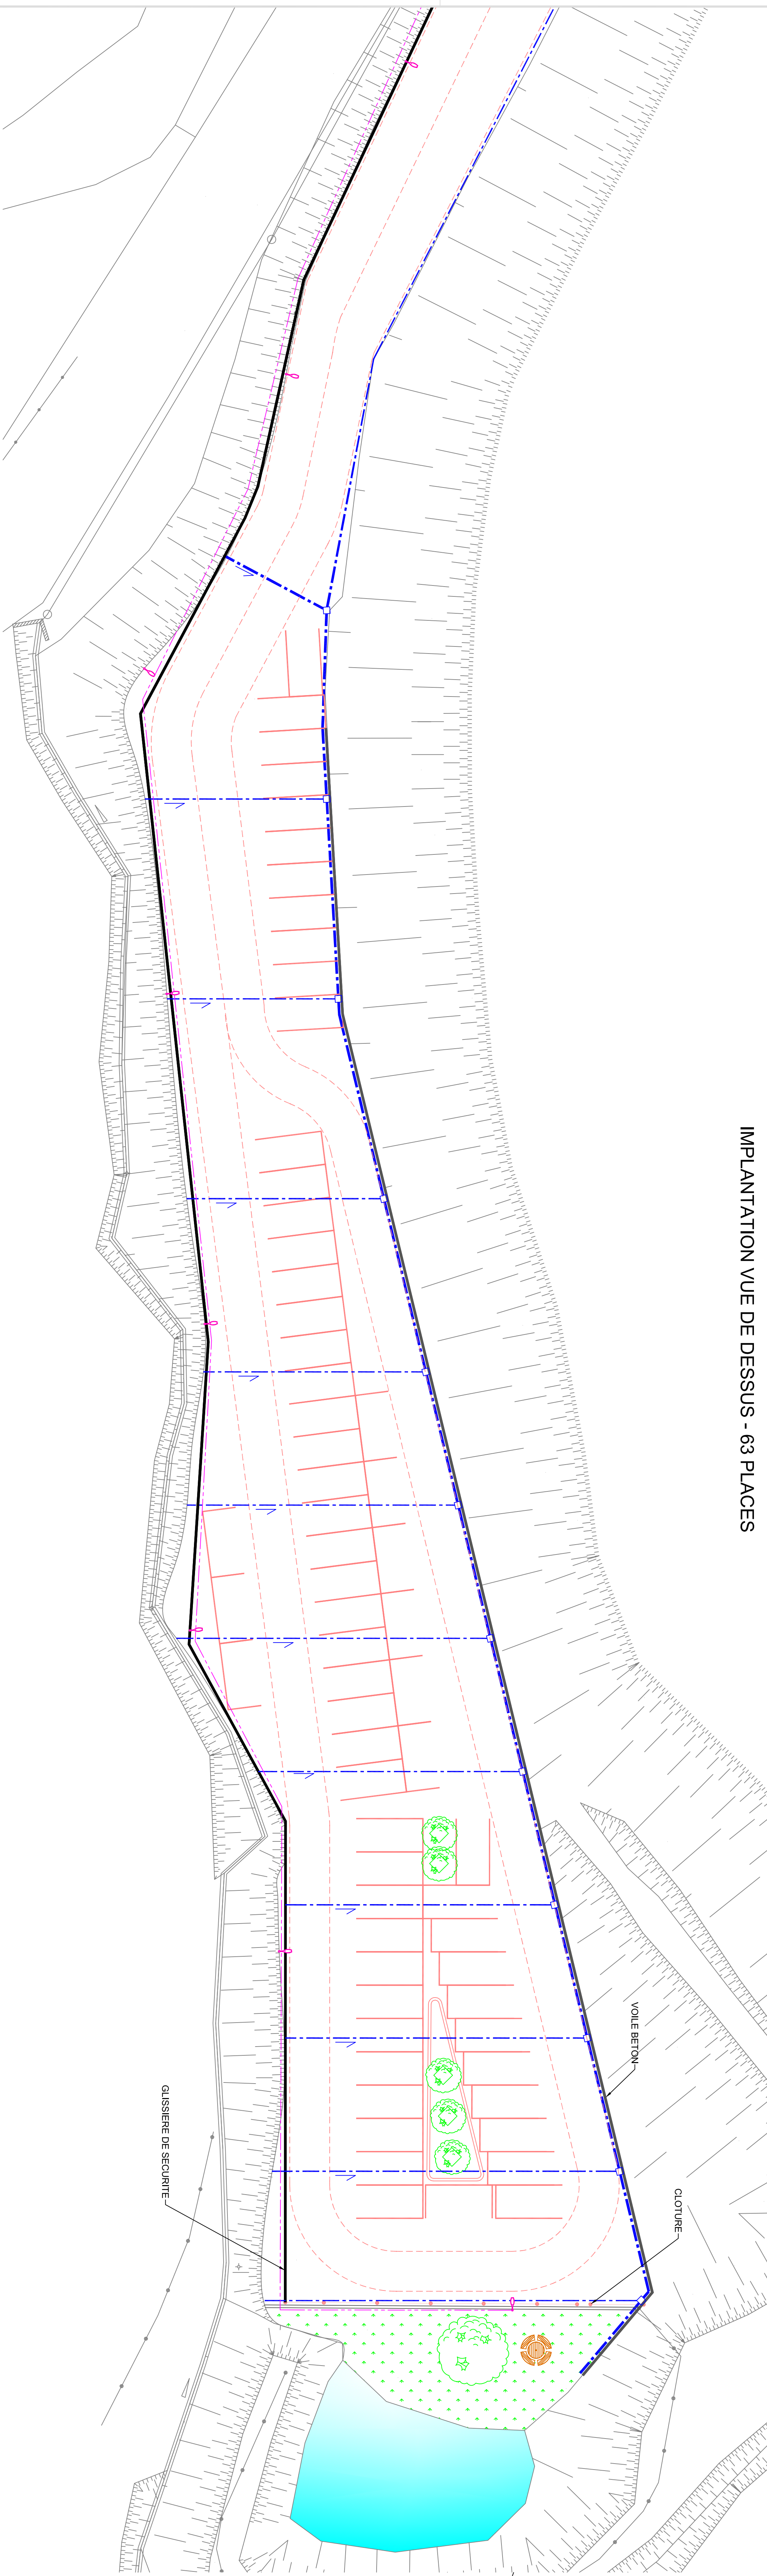 IMPLANTATION VUE DE DESSUS - 63 PLACES
VOILE BETON
GLISSIERE DE SECURITE
CLOTURE